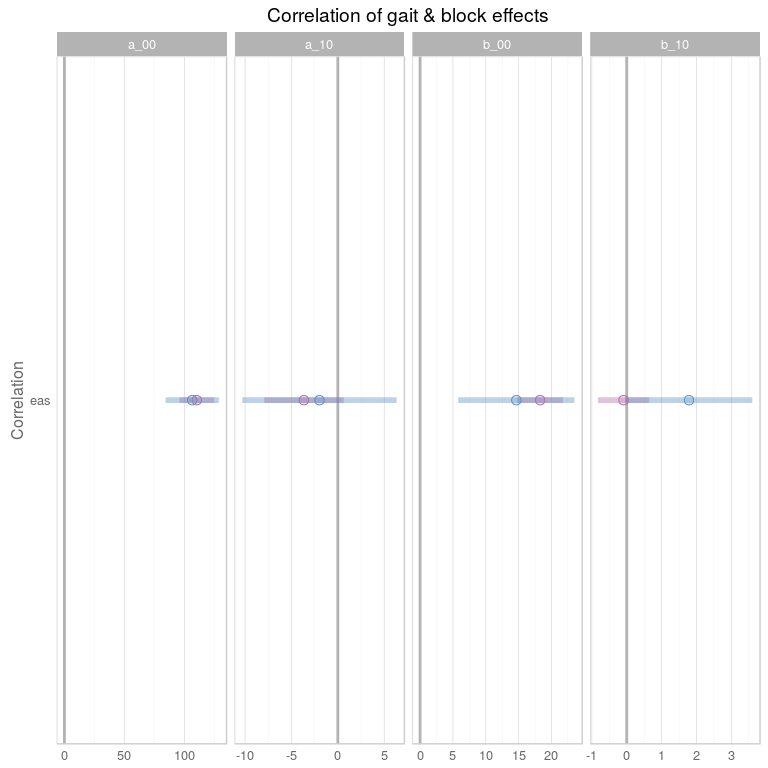 Correlation of gait & block effects
a_00 a_10 b_00 b_10
Correlation
eas
0 50 100 -10 -5 0 5 0 5 10 15 20 -1 0 1 2 3